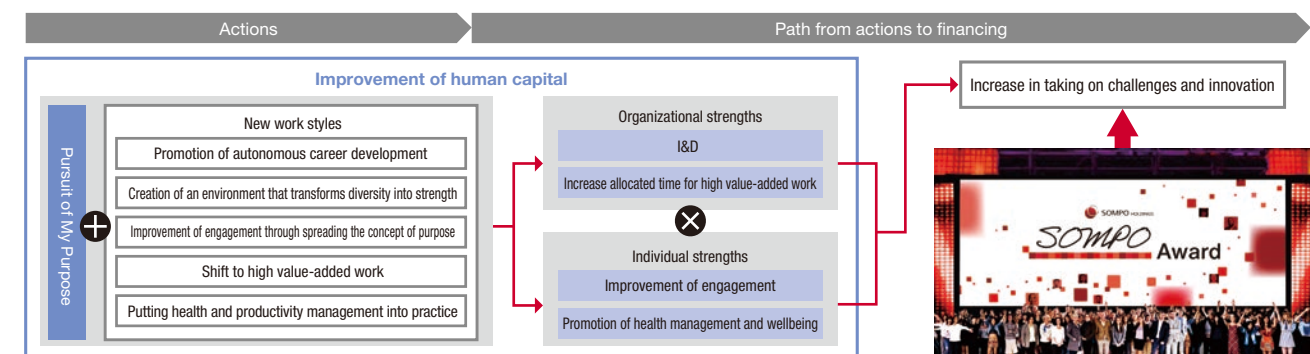 Actions
Path from actions to financing
Improvement of human capital
Pursuit of My Purpose
New work styles
Promotion of autonomous career development
Creation of an environment that transforms diversity into strength
Improvement of engagement through spreading the concept of purpose
Shift to high value-added work
Putting health and productivity management into practice
Organizational strengths
I&D
Increase allocated time for high value-added work
Individual strengths
Improvement of engagement
Promotion of health management and wellbeing
Increase in taking on challenges and innovation
SOMPO HOLDINGS
SOMPO
Award